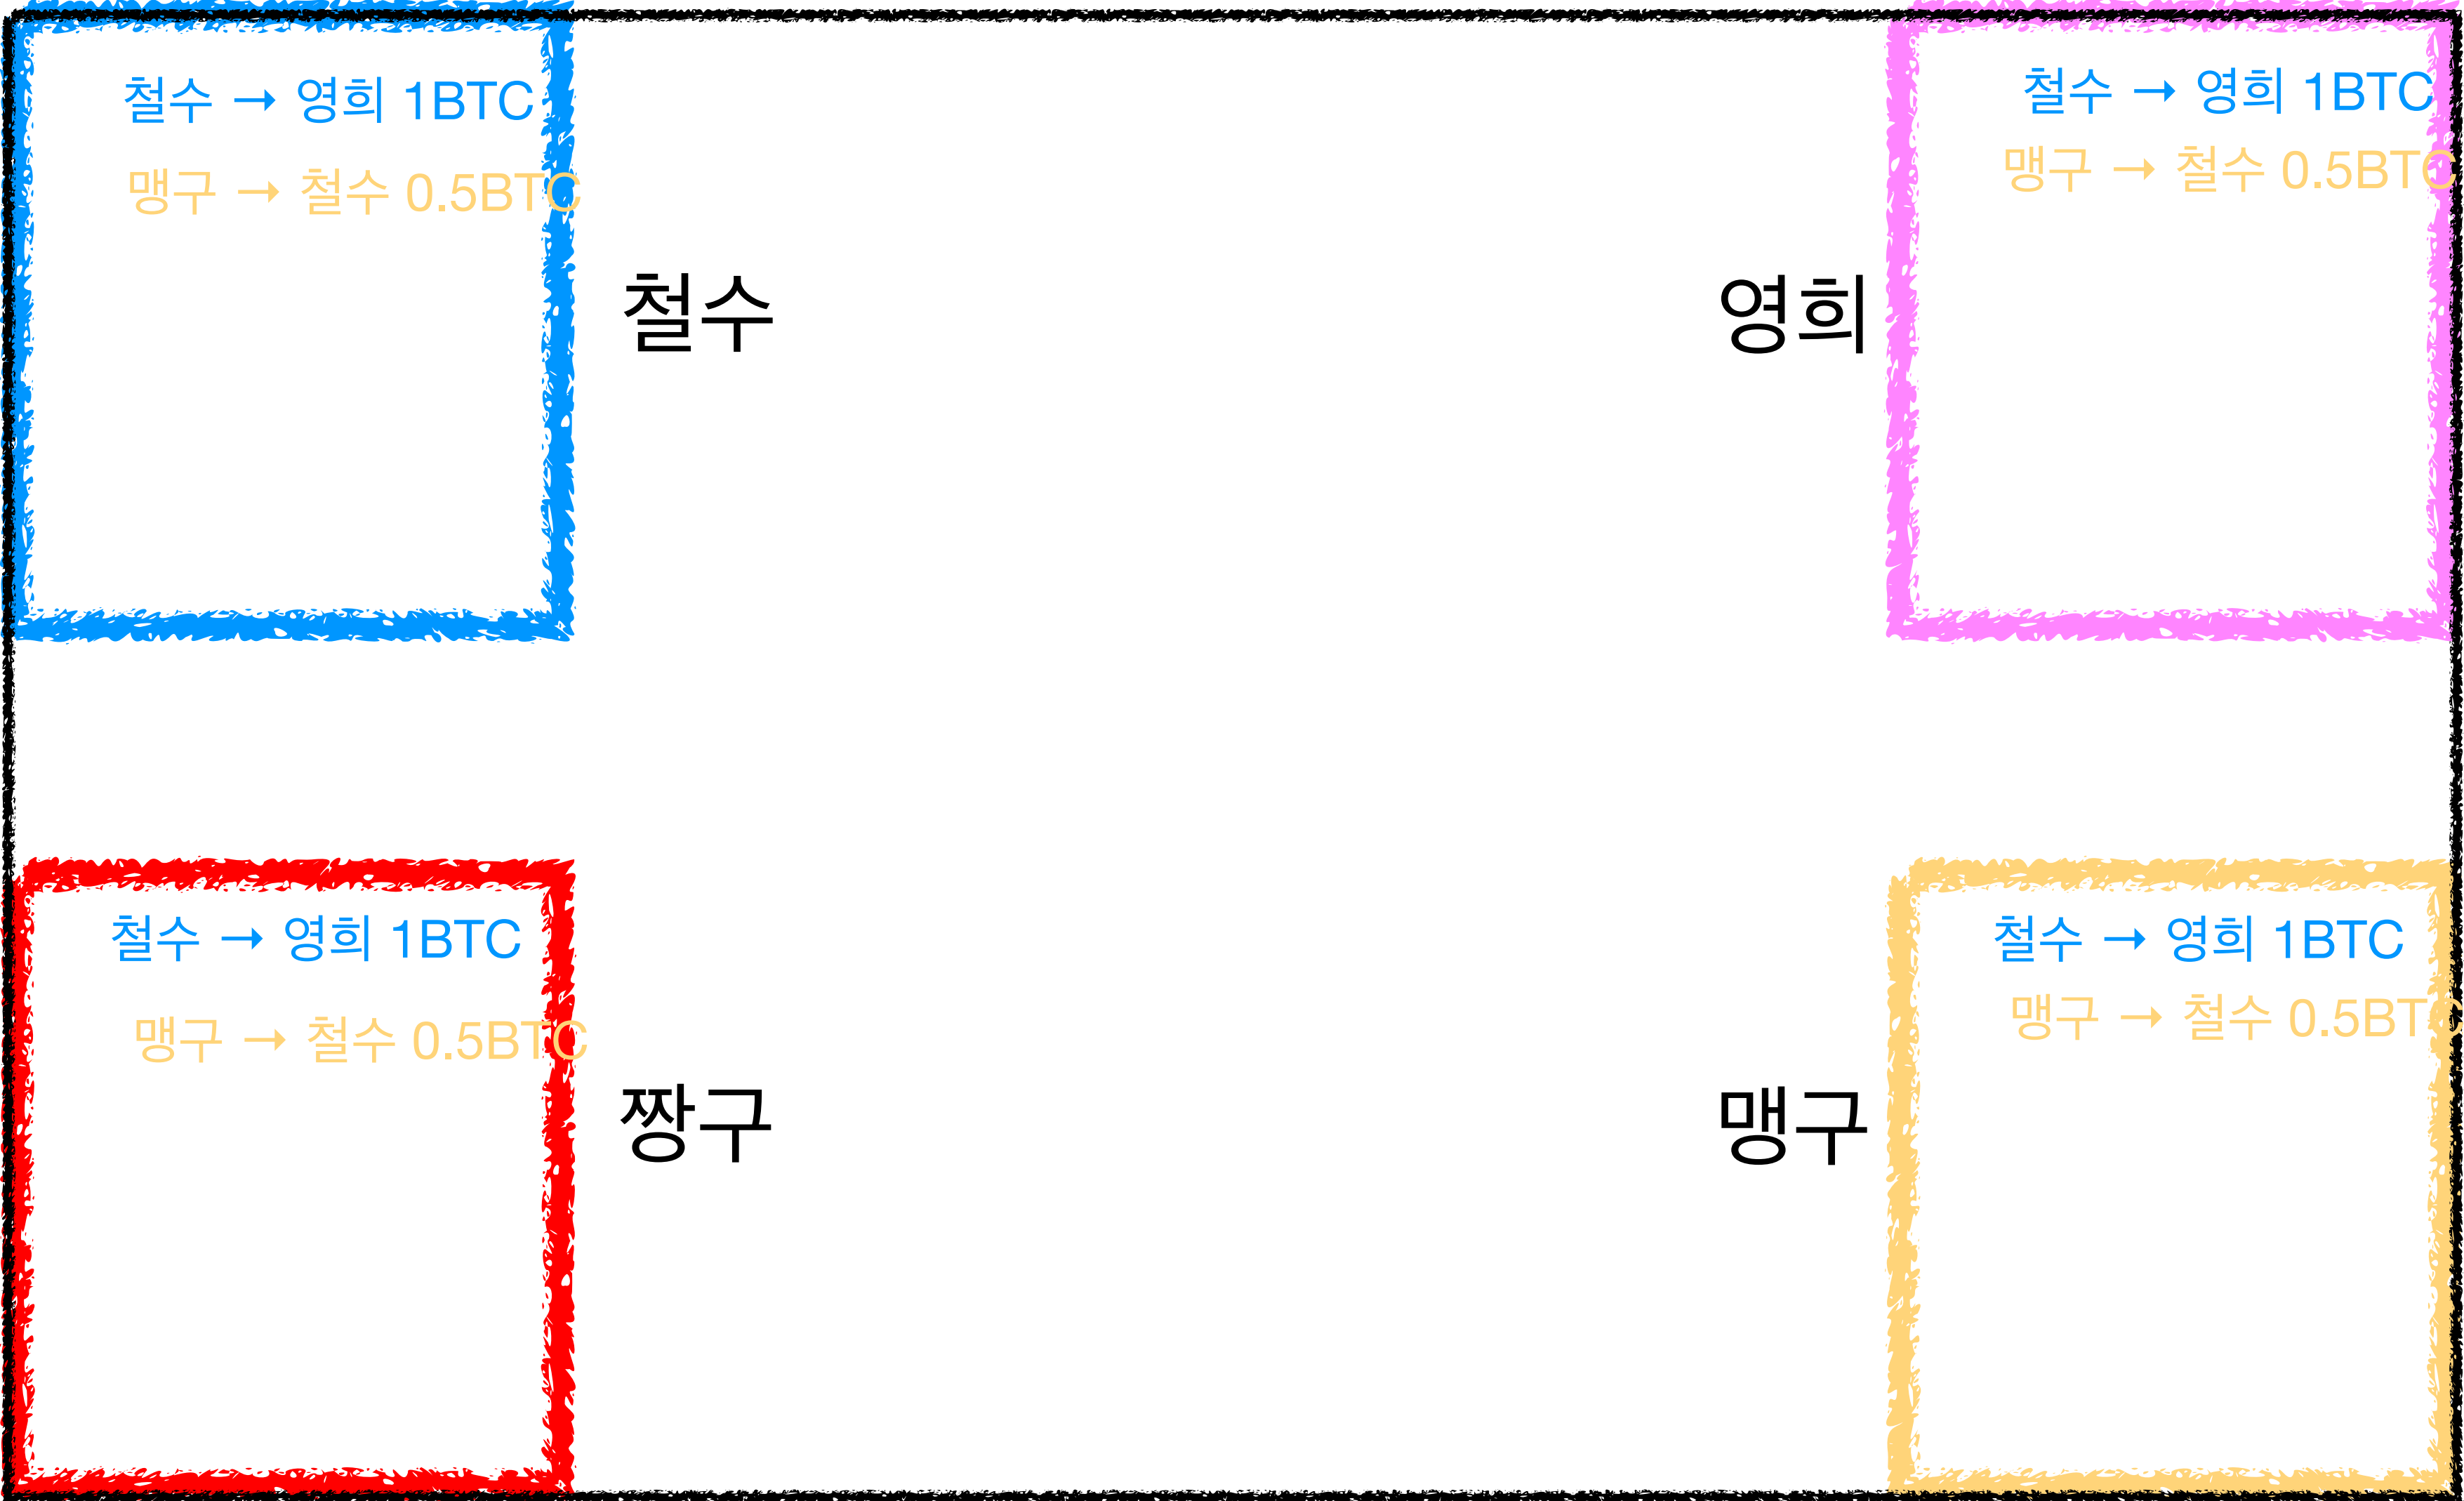 철수 → 영희 1BTC
맹구 → 철수 0.5BTC
철수
철수 → 영희 1BTC
맹구 → 철수 0.5BTC
영희
철수 → 영희 1BTC
맹구 → 철수 0.5BTC
짱구
철수 → 영희 1BTC
맹구 → 철수 0.5BTC
맹구